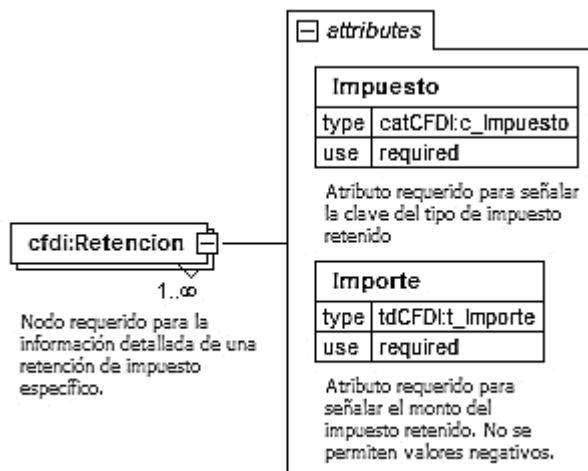 attributes
Impuesto
type catCFDI:c_Impuesto
use required
Atributo requerido para señalar
la clave del tipo de impuesto
retenido
cfdi:Retencion
1..∞
Nodo requerido para la
información detallada de una
retención de impuesto
específico.
Importe
type tdCFDI:t_Importe
use required
Atributo requerido para
señalar el monto del
impuesto retenido. No se
permiten valores negativos.